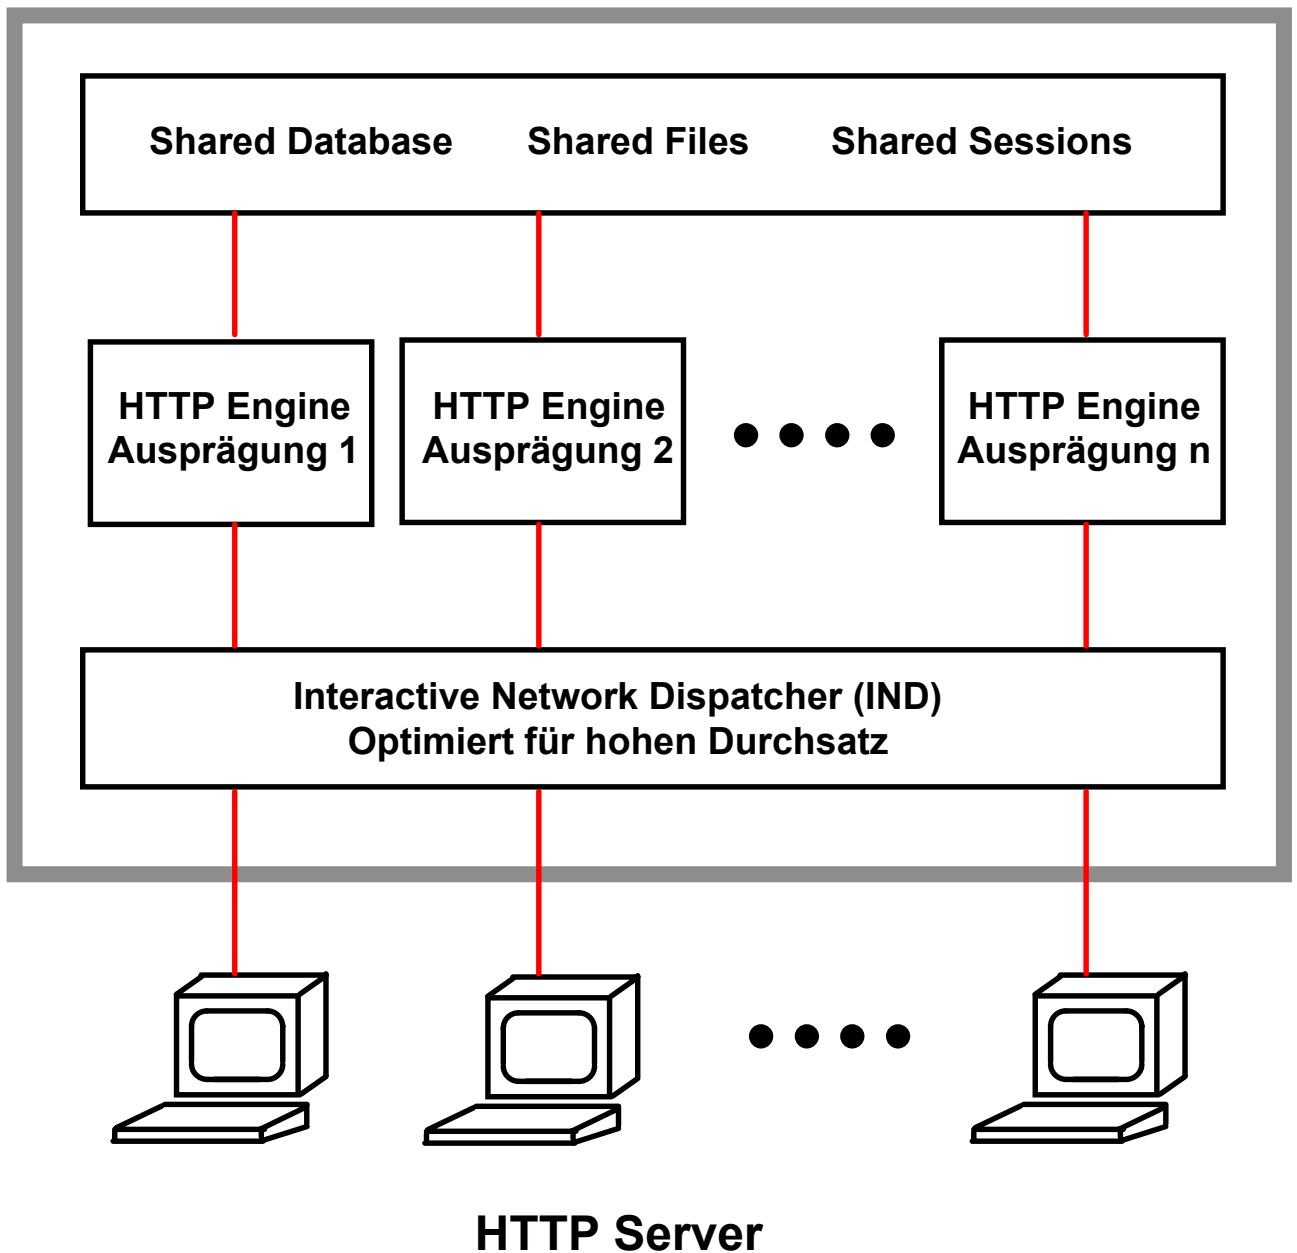 Shared Database Shared Files Shared Sessions
HTTP Engine
Ausprägung 1
HTTP Engine
Ausprägung 2
HTTP Engine
Ausprägung n
Interactive Network Dispatcher (IND)
Optimiert für hohen Durchsatz
HTTP Server